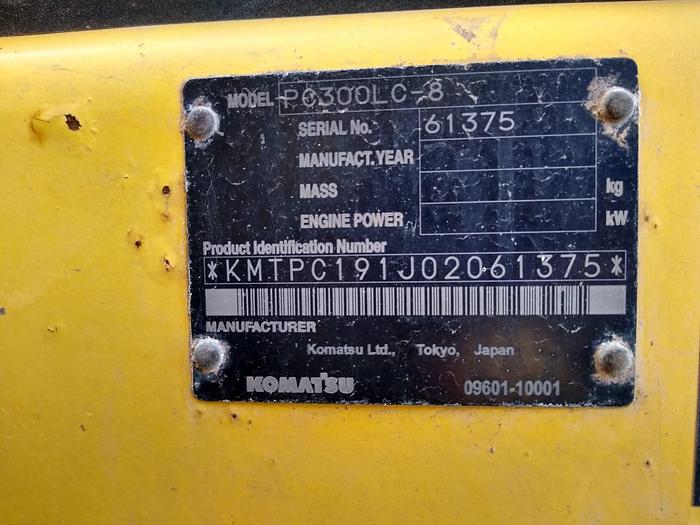 MODEL PC300LC-8
SERIAL No. 61375
MANUFACT.YEAR
MASS kg
ENGINE POWER kW
Product Identification Number
*KMTPC191J02061375*
MANUFACTURER
Komatsu Ltd., Tokyo, Japan
KOMATSU 09601-10001